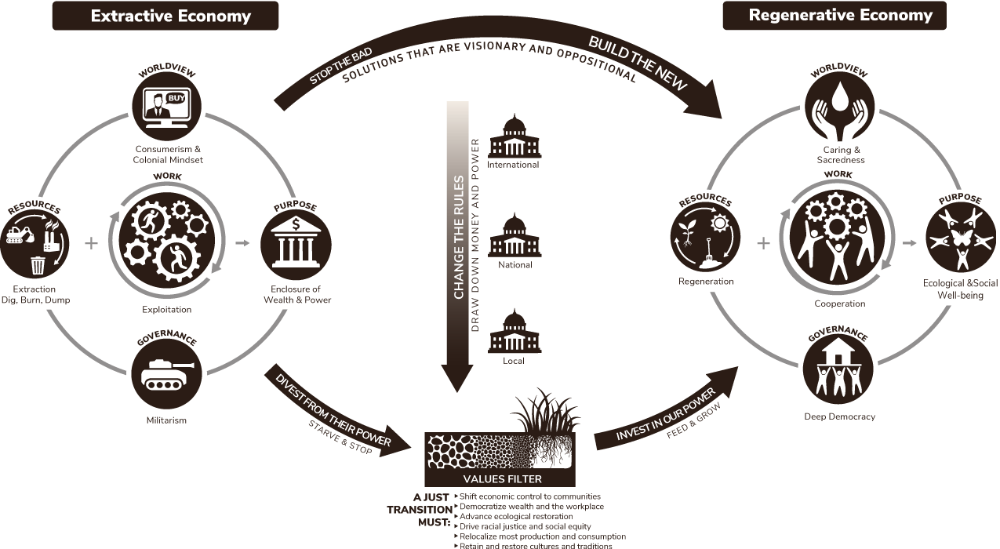 Extractive Economy
Regenerative Economy
STOP THE BAD
BUILD THE NEW
SOLUTIONS THAT ARE VISIONARY AND OPPOSITIONAL
WORLDVIEW
BUY
Consumerism &
Colonial Mindset
WORK
RESOURCES
PURPOSE
$
+
Extraction
Dig, Burn, Dump
Exploitation
Enclosure of
Wealth & Power
GOVERNANCE
Militarism
CHANGE THE RULES
DRAW DOWN MONEY AND POWER
International
National
Local
WORLDVIEW
Caring &
Sacredness
WORK
RESOURCES
PURPOSE
+
Regeneration
Cooperation
Ecological &Social
Well-being
GOVERNANCE
Deep Democracy
DIVEST FROM THEIR POWER
STARVE & STOP
INVEST IN OUR POWER
FEED & GROW
VALUES FILTER
A JUST
TRANSITION
MUST:
Shift economic control to communities
Democratize wealth and the workplace
Advance ecological restoration
Drive racial justice and social equity
Relocalize most production and consumption
Retain and restore cultures and traditions